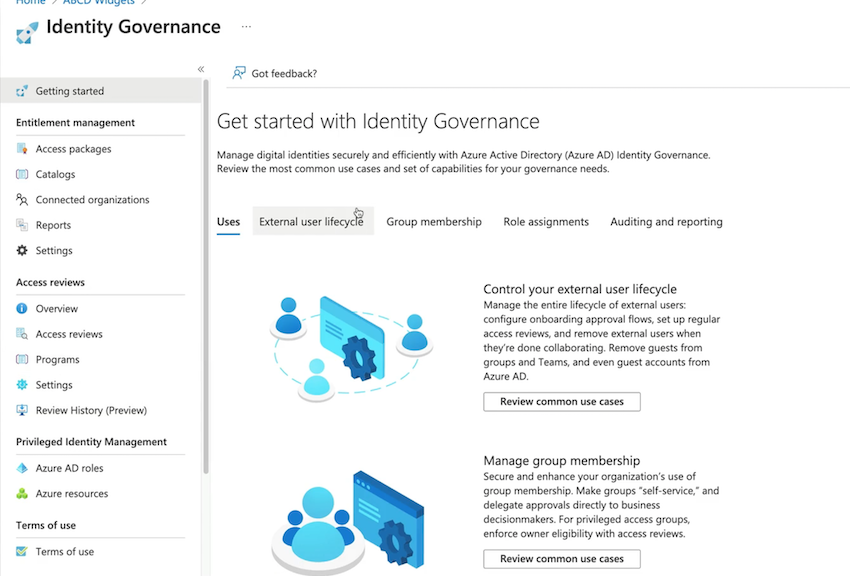 Home > ABCD Widgets >
Identity Governance ...
«
Got feedback?
Getting started
Entitlement management
Access packages
Catalogs
Connected organizations
Reports
Settings
Access reviews
Overview
Access reviews
Programs
Settings
Review History (Preview)
Privileged Identity Management
Azure AD roles
Azure resources
Terms of use
Terms of use
Get started with Identity Governance
Manage digital identities securely and efficiently with Azure Active Directory (Azure AD) Identity Governance.
Review the most common use cases and set of capabilities for your governance needs.
Uses External user lifecycle Group membership Role assignments Auditing and reporting
Control your external user lifecycle
Manage the entire lifecycle of external users:
configure onboarding approval flows, set up regular
access reviews, and remove external users when
they're done collaborating. Remove guests from
groups and Teams, and even guest accounts from
Azure AD.
Review common use cases
Manage group membership
Secure and enhance your organization's use of
group membership. Make groups "self-service," and
delegate approvals directly to business
decisionmakers. For privileged access groups,
enforce owner eligibility with access reviews.
Review common use cases